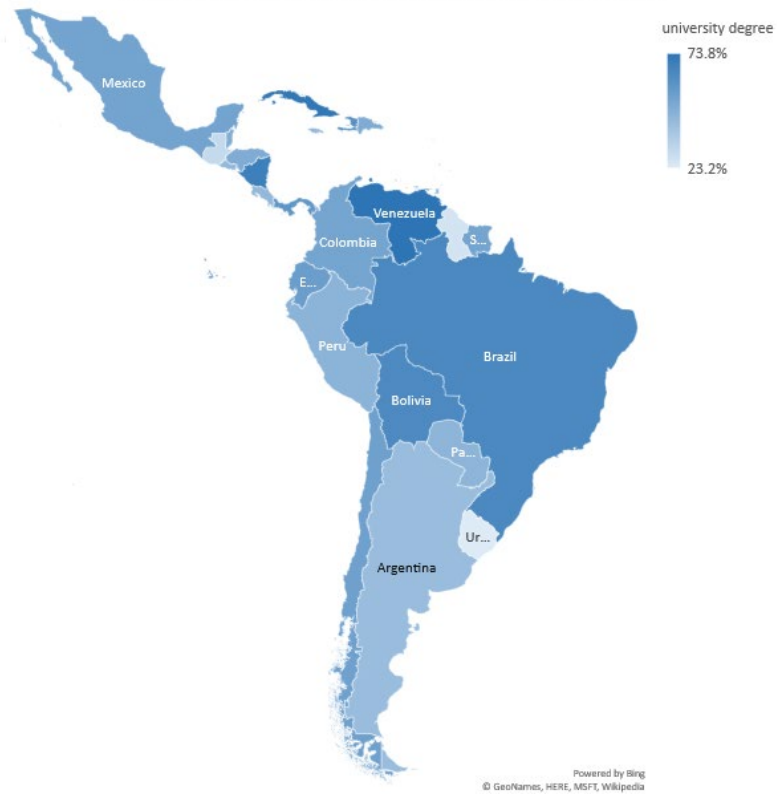 university degree
73.8%
23.2%
Mexico
Venezuela
Colombia
S...
E...
Peru
Brazil
Bolivia
Pa...
Ur...
Argentina
Powered by Bing
© GeoNames, HERE, MSFT, Wikipedia